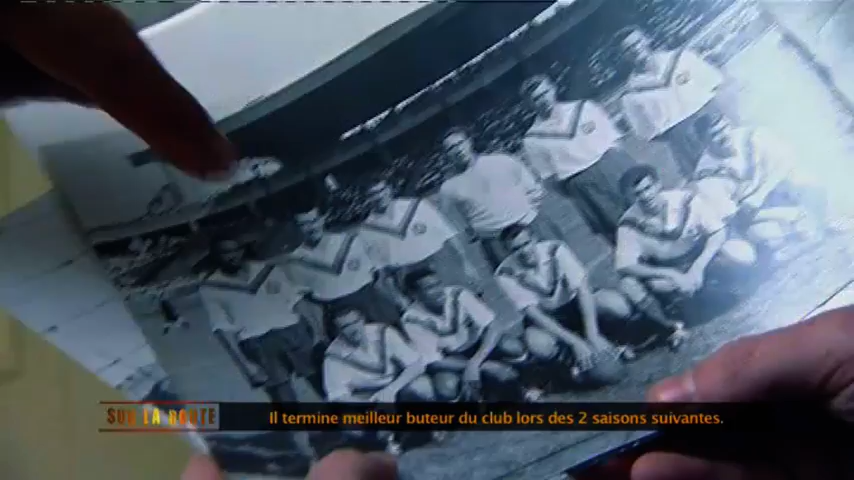 SUR LA ROUTE
Il termine meilleur buteur du club lors des 2 saisons suivantes.